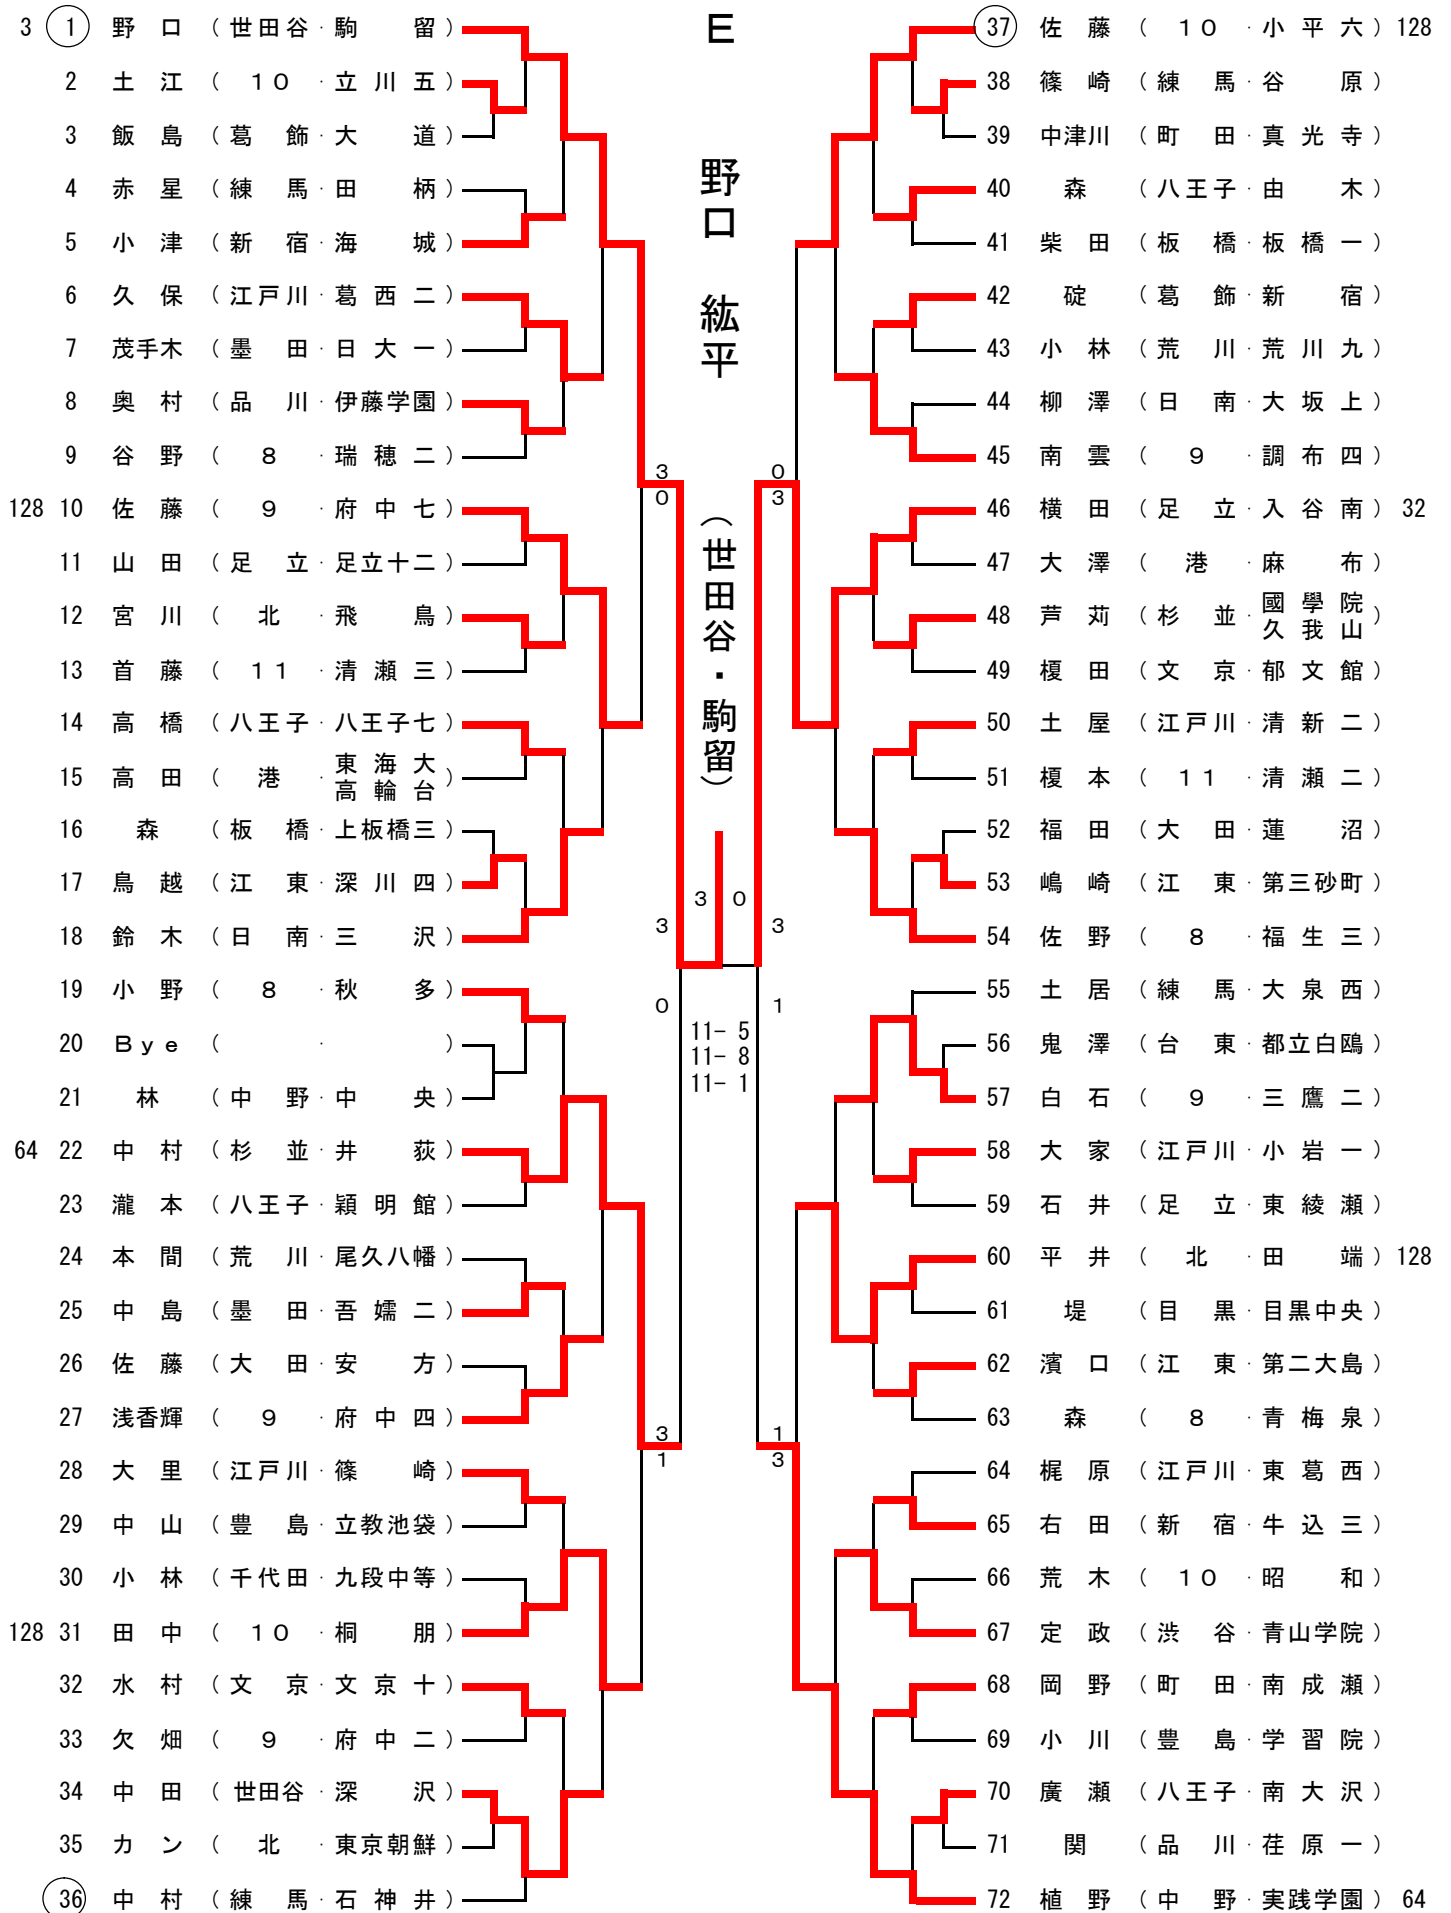 E
野口 紘平 (世田谷・駒留)
3 1 野口 (世田谷・駒留)
2 土江 (10・立川五)
3 飯島 (葛飾・大道)
4 赤星 (練馬・田柄)
5 小津 (新宿・海城)
6 久保 (江戸川・葛西二)
7 茂手木 (墨田・日大一)
8 奥村 (品川・伊藤学園)
9 谷野 (8・瑞穂二)
128 10 佐藤 (9・府中七)
11 山田 (足立・足立十二)
12 宮川 (北・飛鳥)
13 首藤 (11・清瀬三)
14 高橋 (八王子・八王子七)
15 高田 (港・東海大高輪台)
16 森 (板橋・上板橋三)
17 鳥越 (江東・深川四)
18 鈴木 (日南・三沢)
19 小野 (8・秋多)
20 Bye (・)
21 林 (中野・中央)
64 22 中村 (杉並・井荻)
23 瀧本 (八王子・穎明館)
24 本間 (荒川・尾久八幡)
25 中島 (墨田・吾嬬二)
26 佐藤 (大田・安方)
27 浅香輝 (9・府中四)
28 大里 (江戸川・篠崎)
29 中山 (豊島・立教池袋)
30 小林 (千代田・九段中等)
128 31 田中 (10・桐朋)
32 水村 (文京・文京十)
33 欠畑 (9・府中二)
34 中田 (世田谷・深沢)
35 カン (北・東京朝鮮)
36 中村 (練馬・石神井)
3
0
3
0
3
1
3 0
11- 5
11- 8
11- 1
0
3
3
1
1
3
37 佐藤 (10・小平六) 128
38 篠崎 (練馬・谷原)
39 中津川 (町田・真光寺)
40 森 (八王子・由木)
41 柴田 (板橋・板橋一)
42 碇 (葛飾・新宿)
43 小林 (荒川・荒川九)
44 柳澤 (日南・大坂上)
45 南雲 (9・調布四)
46 横田 (足立・入谷南) 32
47 大澤 (港・麻布)
48 芦苅 (杉並・國學院久我山)
49 榎田 (文京・郁文館)
50 土屋 (江戸川・清新二)
51 榎本 (11・清瀬二)
52 福田 (大田・蓮沼)
53 嶋崎 (江東・第三砂町)
54 佐野 (8・福生三)
55 土居 (練馬・大泉西)
56 鬼澤 (台東・都立白鴎)
57 白石 (9・三鷹二)
58 大家 (江戸川・小岩一)
59 石井 (足立・東綾瀬)
60 平井 (北・田端) 128
61 堤 (目黒・目黒中央)
62 濱口 (江東・第二大島)
63 森 (8・青梅泉)
64 梶原 (江戸川・東葛西)
65 右田 (新宿・牛込三)
66 荒木 (10・昭和)
67 定政 (渋谷・青山学院)
68 岡野 (町田・南成瀬)
69 小川 (豊島・学習院)
70 廣瀬 (八王子・南大沢)
71 関 (品川・荏原一)
72 植野 (中野・実践学園) 64